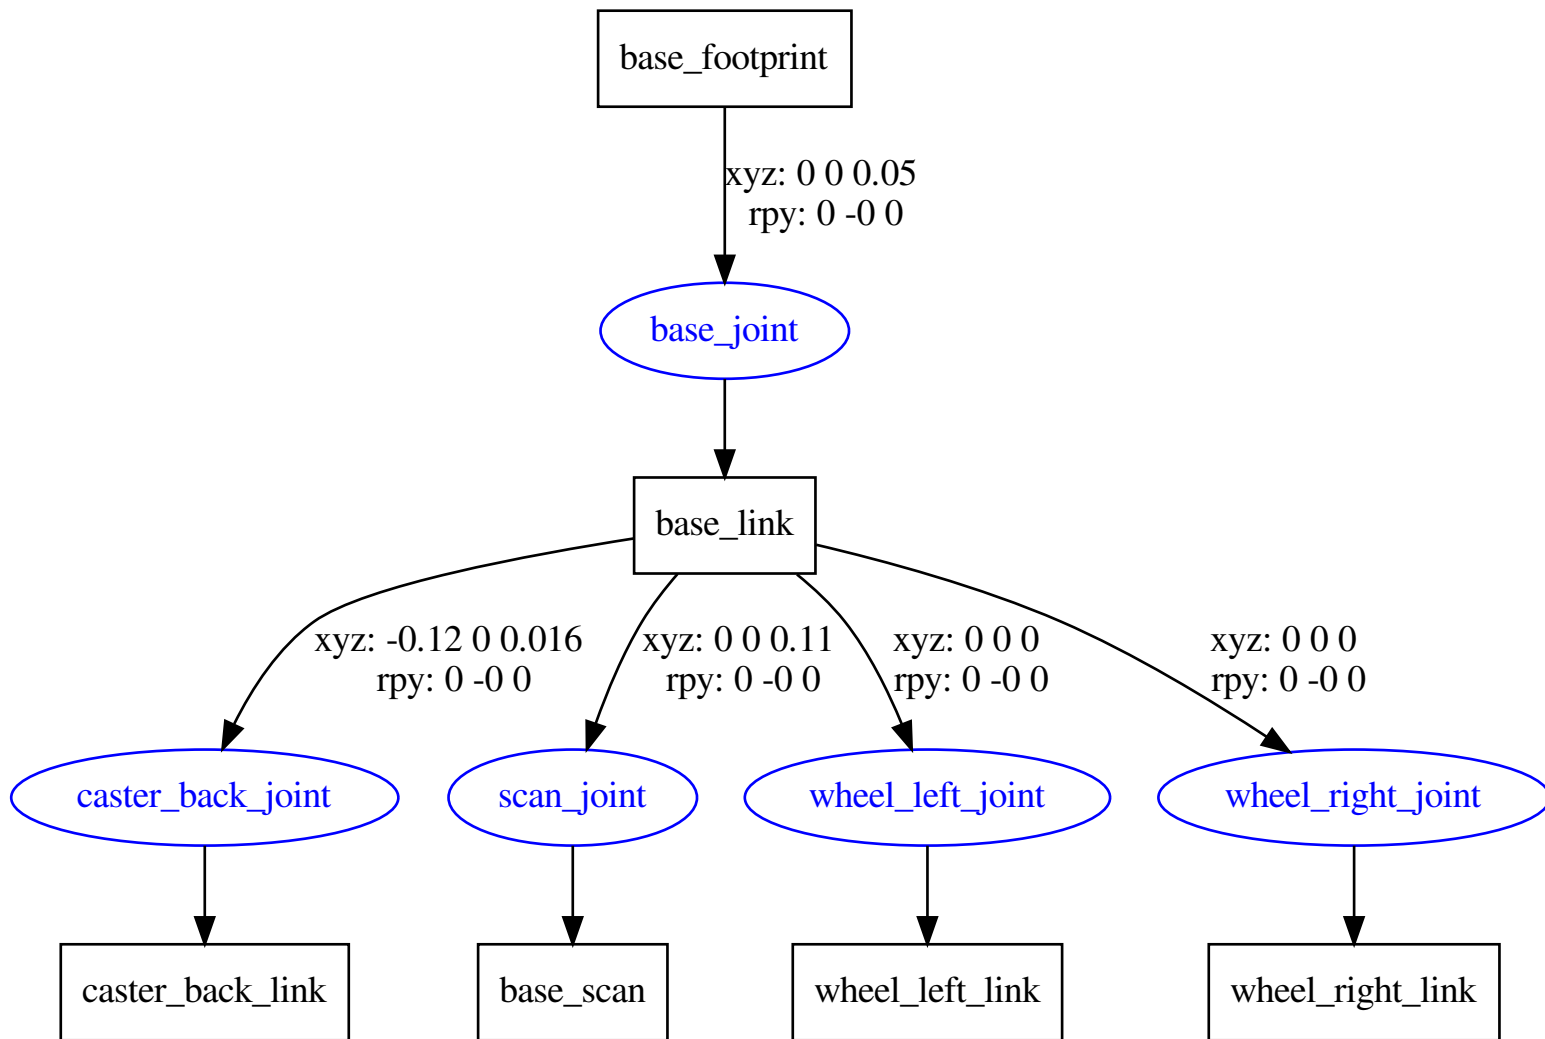 base_footprint
xyz: 0 0 0.05
rpy: 0 -0 0
base_joint
base_link
xyz: -0.12 0 0.016
rpy: 0 -0 0
xyz: 0 0 0.11
rpy: 0 -0 0
xyz: 0 0 0
rpy: 0 -0 0
xyz: 0 0 0
rpy: 0 -0 0
caster_back_joint
scan_joint
wheel_left_joint
wheel_right_joint
caster_back_link
base_scan
wheel_left_link
wheel_right_link